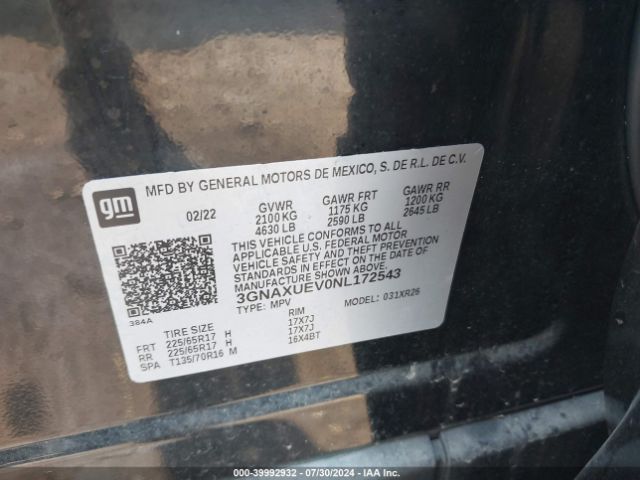 MFD BY GENERAL MOTORS DE MEXICO, S. DE R.L. DE C.V.
gm
02/22
GVWR GAWR FRT GAWR RR
2100 KG 1175 KG 1200 KG
4630 LB 2590 LB 2645 LB
THIS VEHICLE CONFORMS TO ALL
APPLICABLE U.S. FEDERAL MOTOR
VEHICLE SAFETY AND BUMPER
STANDARDS IN EFFECT ON THE DATE OF
MANUFACTURE SHOWN ABOVE.
3GNAXUEV0NL172543
TYPE: MPV MODEL: 031XR26
384A
TIRE SIZE RIM
FRT 225/65R17 H 17X7J
RR 225/65R17 H 17X7J
SPA T135/70R16 M 16X4BT
000-39992932 - 07/30/2024 - IAA Inc.